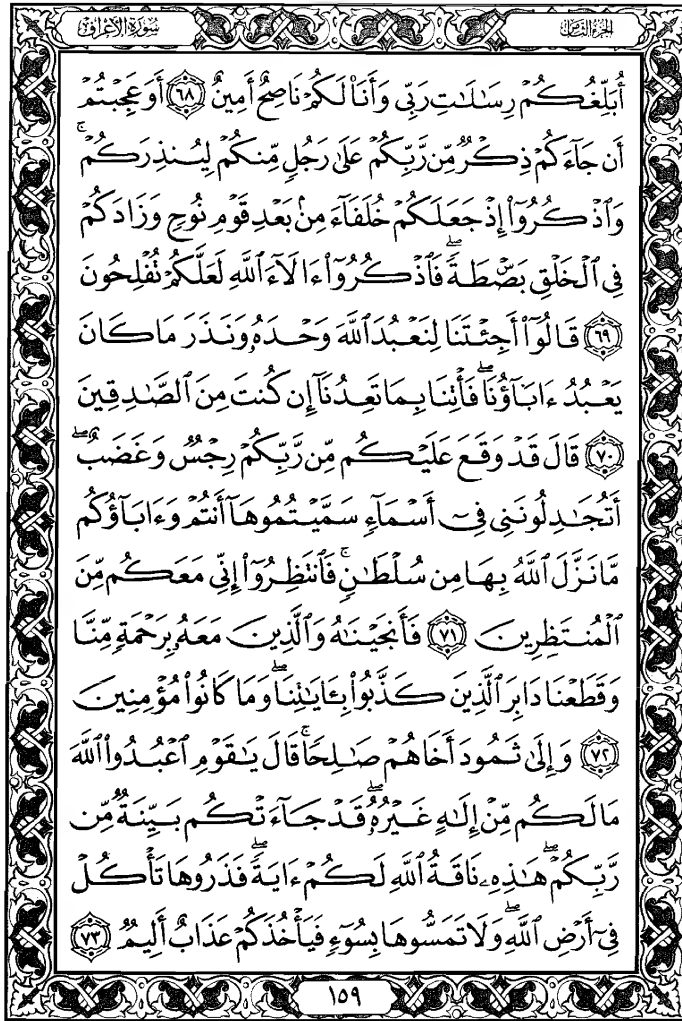 سُورَةُ الأَعْرَافِ
الجزء الثامن
أُبَلِّغُكُمْ رِسَٰلَٰتِ رَبِّى وَأَنَا۠ لَكُمْ نَاصِحٌ أَمِينٌ ٦٨ أَوَعَجِبْتُمْ
أَن جَآءَكُمْ ذِكْرٌ مِّن رَّبِّكُمْ عَلَىٰ رَجُلٍ مِّنكُمْ لِيُنذِرَكُمْ ۚ
وَٱذْكُرُوٓا۟ إِذْ جَعَلَكُمْ خُلَفَآءَ مِنۢ بَعْدِ قَوْمِ نُوحٍ وَزَادَكُمْ
فِى ٱلْخَلْقِ بَصْۜطَةً ۖ فَٱذْكُرُوٓا۟ ءَالَآءَ ٱللَّهِ لَعَلَّكُمْ تُفْلِحُونَ
٦٩ قَالُوٓا۟ أَجِئْتَنَا لِنَعْبُدَ ٱللَّهَ وَحْدَهُۥ وَنَذَرَ مَا كَانَ
يَعْبُدُ ءَابَآؤُنَا ۖ فَأْتِنَا بِمَا تَعِدُنَآ إِن كُنتَ مِنَ ٱلصَّٰدِقِينَ
٧٠ قَالَ قَدْ وَقَعَ عَلَيْكُم مِّن رَّبِّكُمْ رِجْسٌ وَغَضَبٌ ۖ
أَتُجَٰدِلُونَنِى فِىٓ أَسْمَآءٍ سَمَّيْتُمُوهَآ أَنتُمْ وَءَابَآؤُكُم
مَّا نَزَّلَ ٱللَّهُ بِهَا مِن سُلْطَٰنٍ ۚ فَٱنتَظِرُوٓا۟ إِنِّى مَعَكُم مِّنَ
ٱلْمُنتَظِرِينَ ٧١ فَأَنجَيْنَٰهُ وَٱلَّذِينَ مَعَهُۥ بِرَحْمَةٍ مِّنَّا
وَقَطَعْنَا دَابِرَ ٱلَّذِينَ كَذَّبُوا۟ بِـَٔايَٰتِنَا ۖ وَمَا كَانُوا۟ مُؤْمِنِينَ
٧٢ وَإِلَىٰ ثَمُودَ أَخَاهُمْ صَٰلِحًا ۗ قَالَ يَٰقَوْمِ ٱعْبُدُوا۟ ٱللَّهَ
مَا لَكُم مِّنْ إِلَٰهٍ غَيْرُهُۥ ۖ قَدْ جَآءَتْكُم بَيِّنَةٌ مِّن
رَّبِّكُمْ ۖ هَٰذِهِۦ نَاقَةُ ٱللَّهِ لَكُمْ ءَايَةً ۖ فَذَرُوهَا تَأْكُلْ
فِىٓ أَرْضِ ٱللَّهِ ۖ وَلَا تَمَسُّوهَا بِسُوٓءٍ فَيَأْخُذَكُمْ عَذَابٌ أَلِيمٌ ٧٣
١٥٩